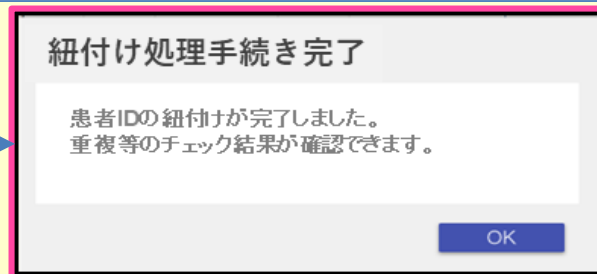 紐付け処理手続き完了
患者IDの紐付けが完了しました。
重複等のチェック結果が確認できます。
OK